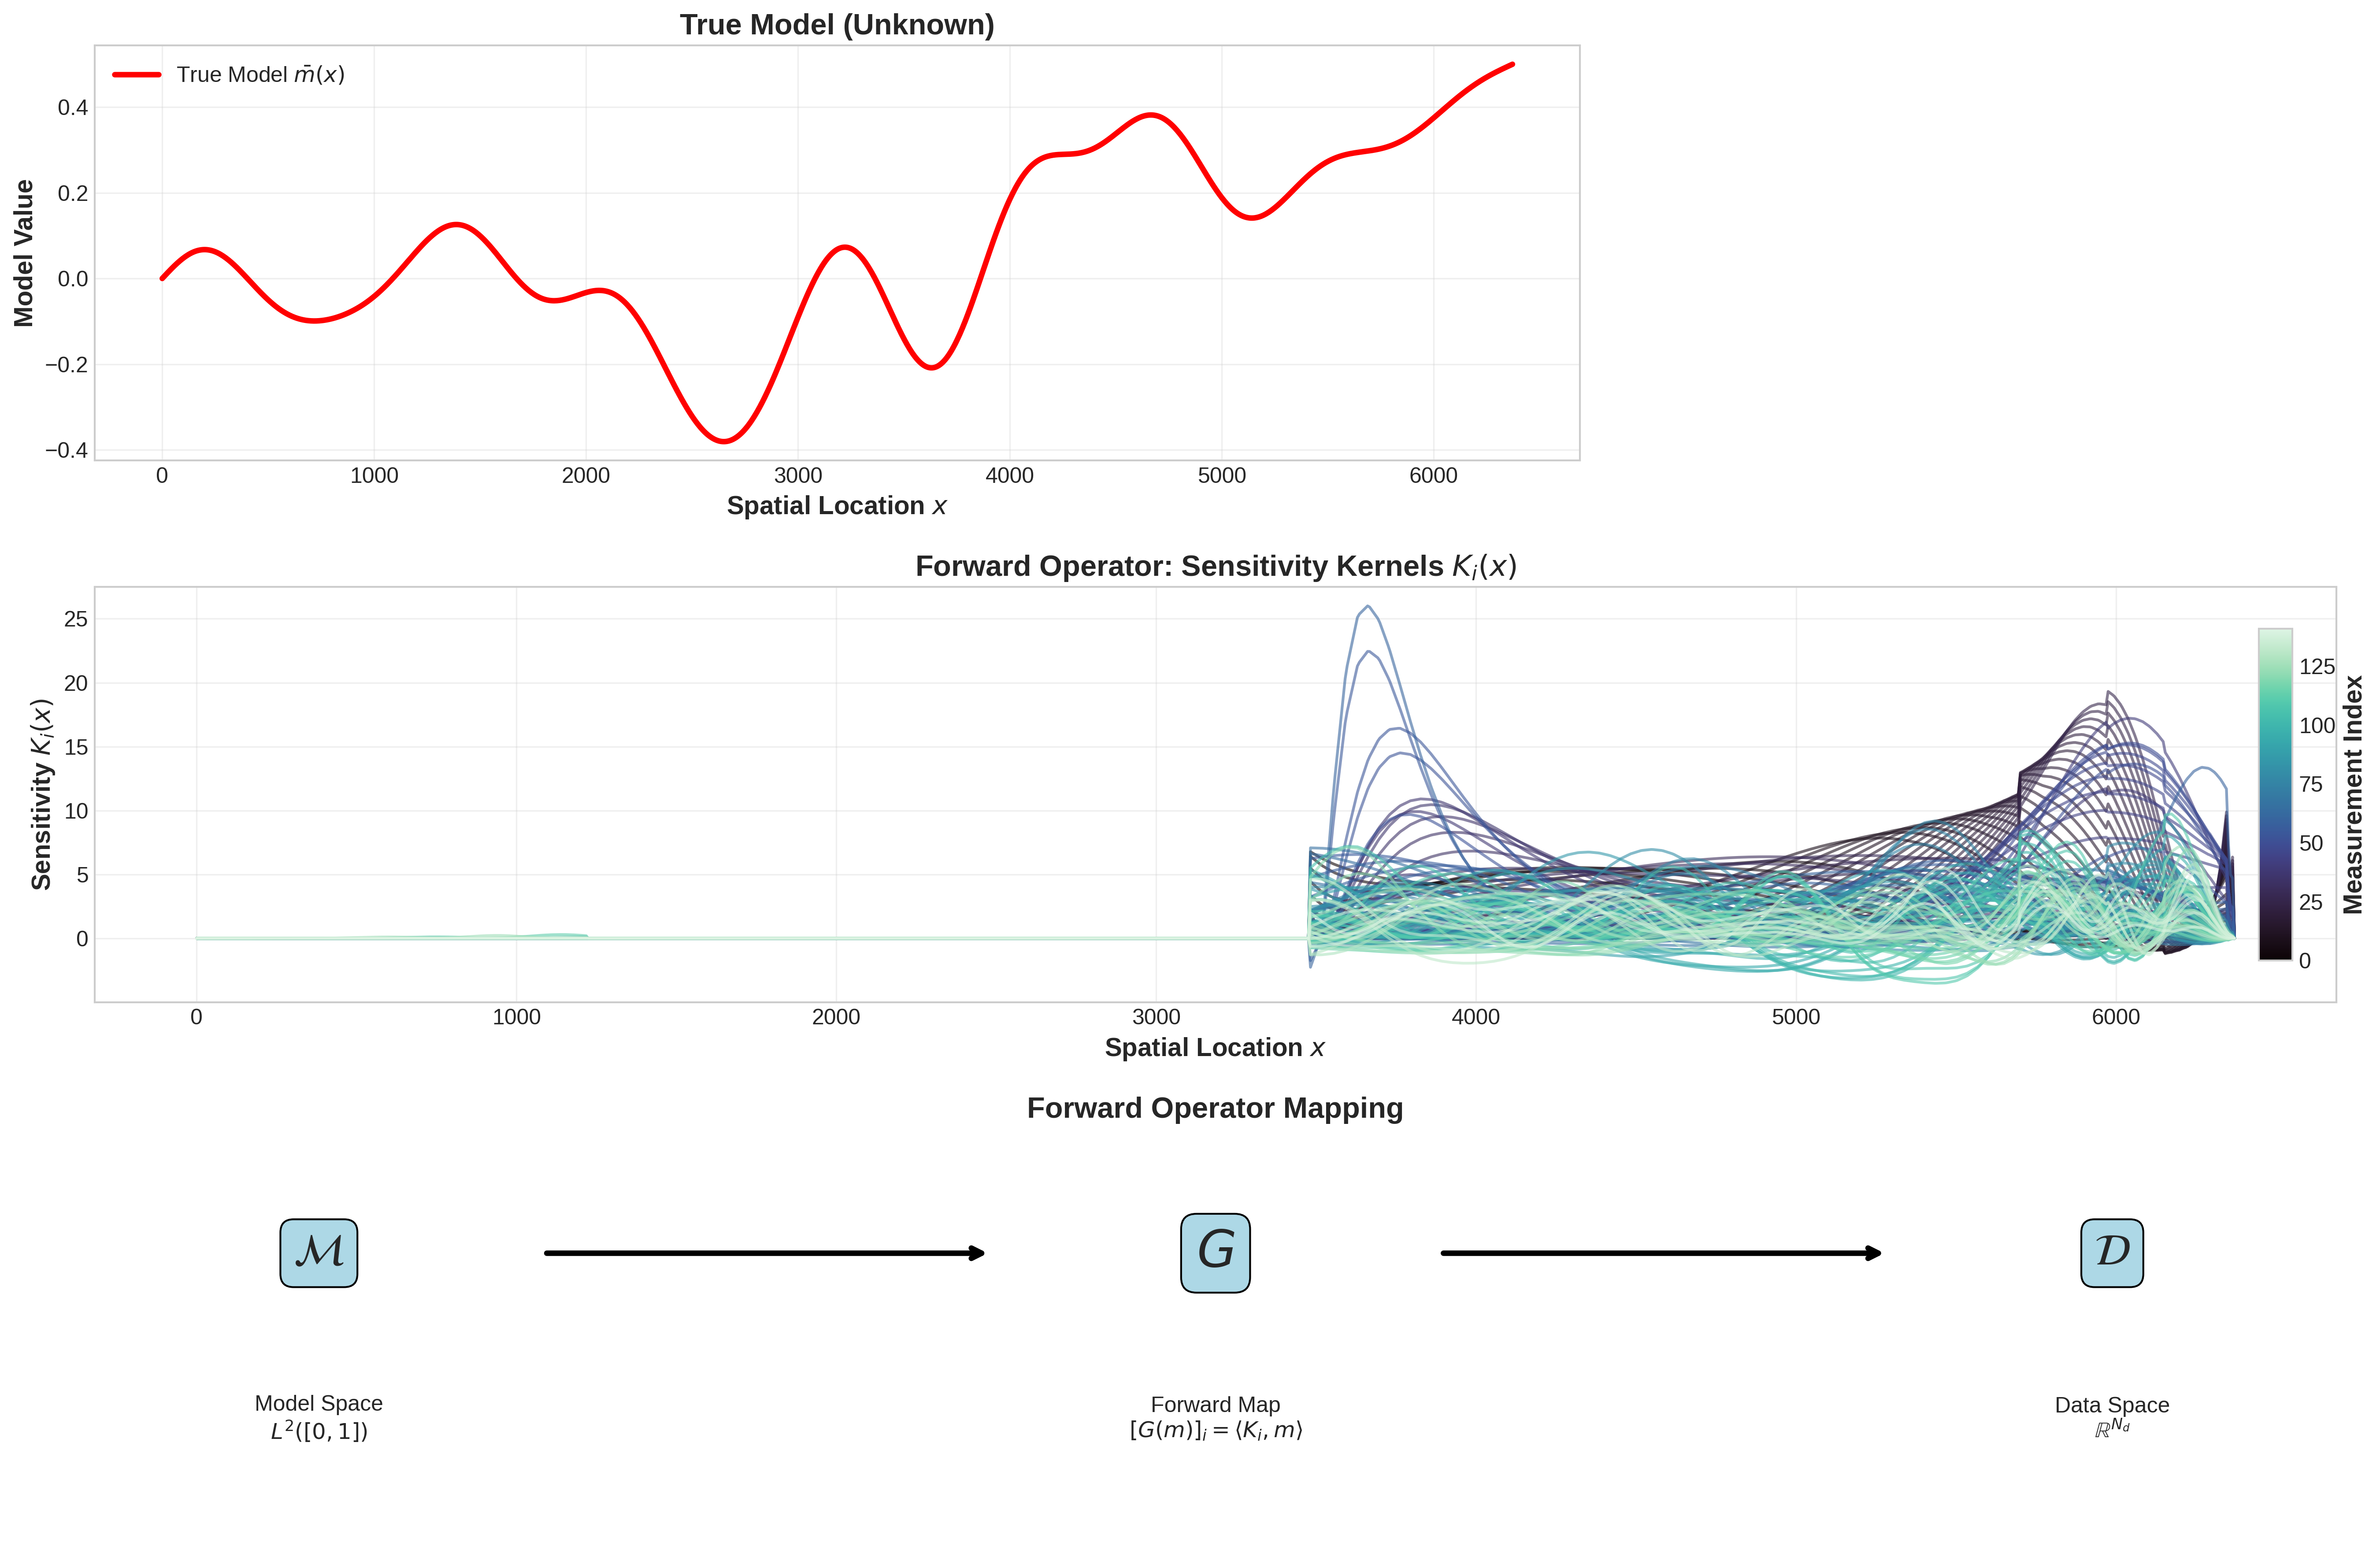 True Model (Unknown)
True Model m̄(x)
0.4
0.2
0.0
−0.2
−0.4
Model Value
0 1000 2000 3000 4000 5000 6000
Spatial Location x
Forward Operator: Sensitivity Kernels Kᵢ(x)
25
20
15
10
5
0
Sensitivity Kᵢ(x)
125
100
75
50
25
0
Measurement Index
0 1000 2000 3000 4000 5000 6000
Spatial Location x
Forward Operator Mapping
ℳ G 𝒟
Model Space Forward Map Data Space
L²([0, 1]) [G(m)]ᵢ = ⟨Kᵢ, m⟩ ℝ^{N_d}